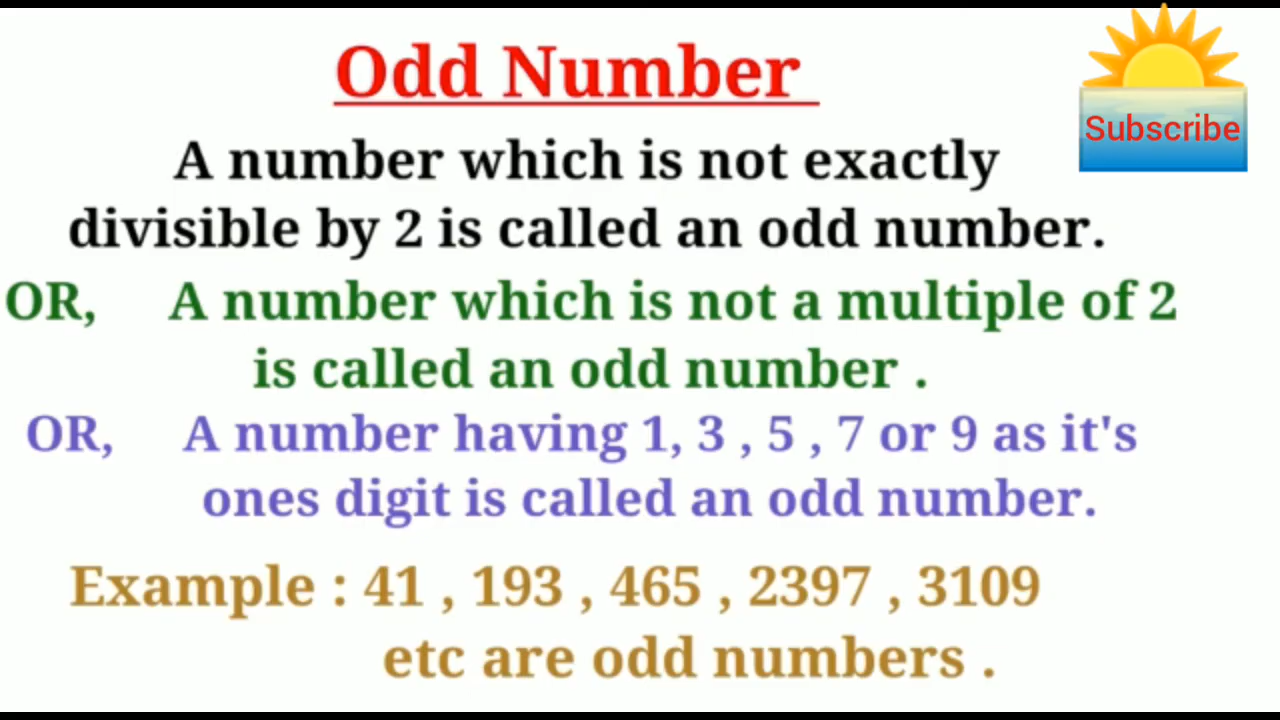 Odd Number
Subscribe
A number which is not exactly
divisible by 2 is called an odd number.
OR, A number which is not a multiple of 2
is called an odd number .
OR, A number having 1, 3 , 5 , 7 or 9 as it's
ones digit is called an odd number.
Example : 41 , 193 , 465 , 2397 , 3109
etc are odd numbers .